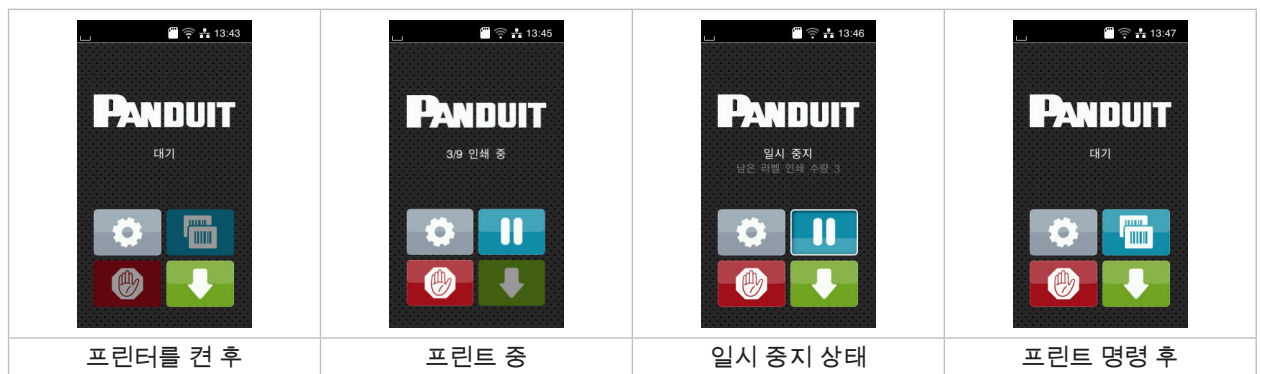 13:43
PANDUIT
대기
프린터를 켠 후
13:45
PANDUIT
3/9 인쇄 중
프린트 중
13:46
PANDUIT
일시 중지
남은 라벨 인쇄 수량 3
일시 중지 상태
13:47
PANDUIT
대기
프린트 명령 후